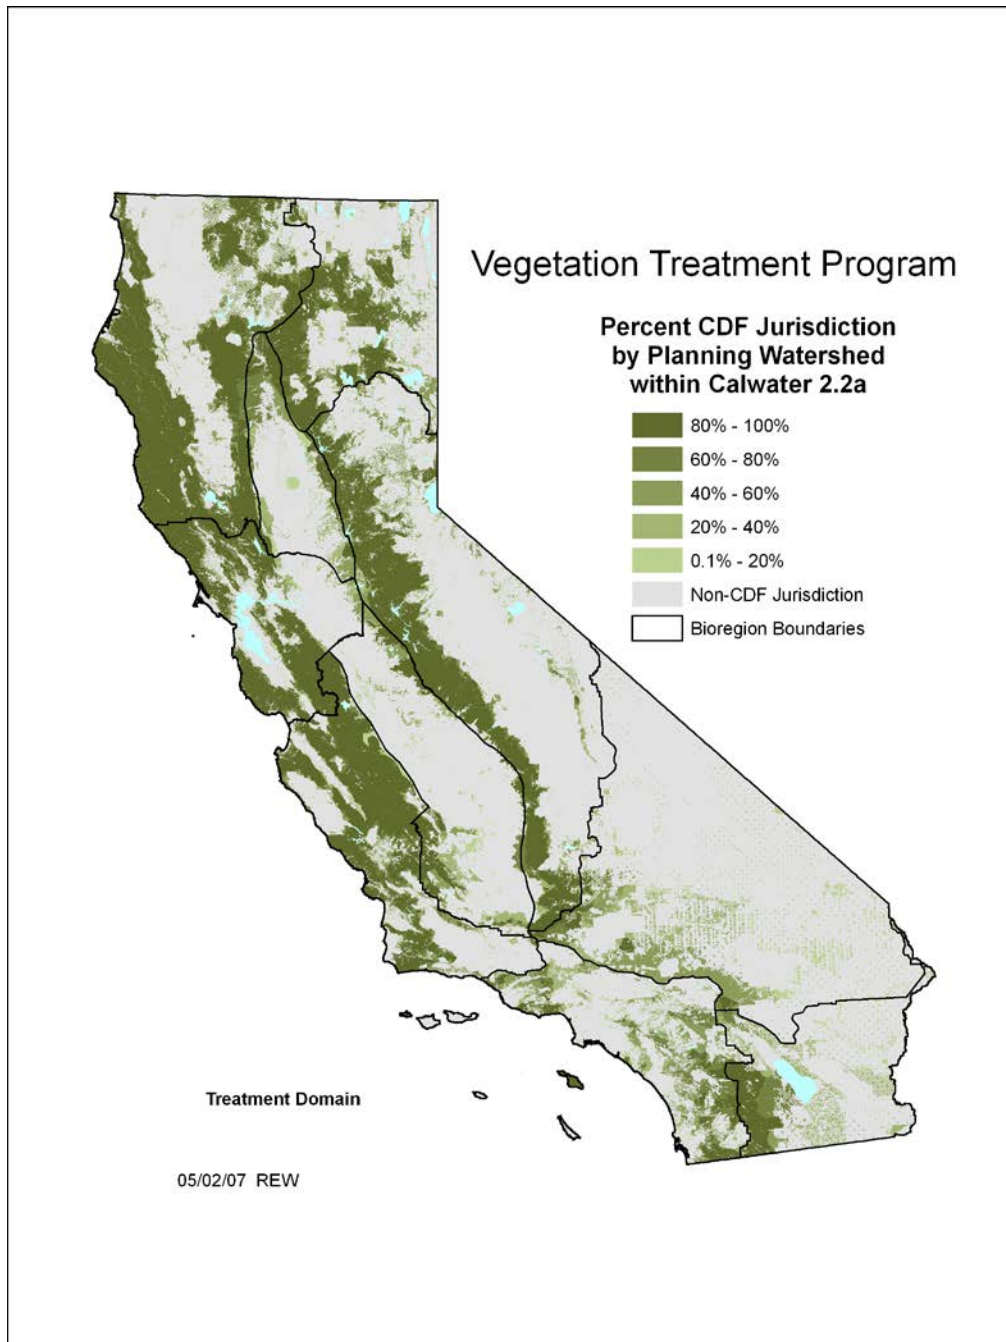 Vegetation Treatment Program
Percent CDF Jurisdiction
by Planning Watershed
within Calwater 2.2a
80% - 100%
60% - 80%
40% - 60%
20% - 40%
0.1% - 20%
Non-CDF Jurisdiction
Bioregion Boundaries
Treatment Domain
05/02/07 REW